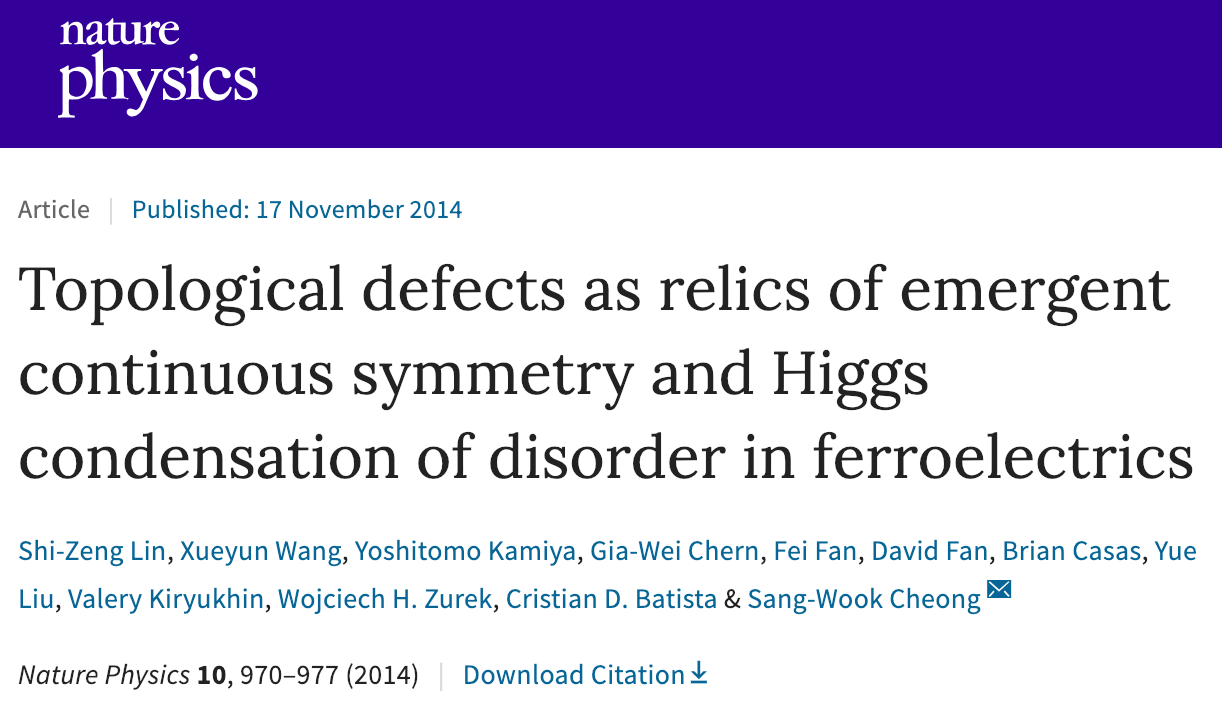 nature
physics
Article | Published: 17 November 2014
Topological defects as relics of emergent
continuous symmetry and Higgs
condensation of disorder in ferroelectrics
Shi-Zeng Lin, Xueyun Wang, Yoshitomo Kamiya, Gia-Wei Chern, Fei Fan, David Fan, Brian Casas, Yue
Liu, Valery Kiryukhin, Wojciech H. Zurek, Cristian D. Batista & Sang-Wook Cheong
Nature Physics 10, 970–977 (2014) | Download Citation